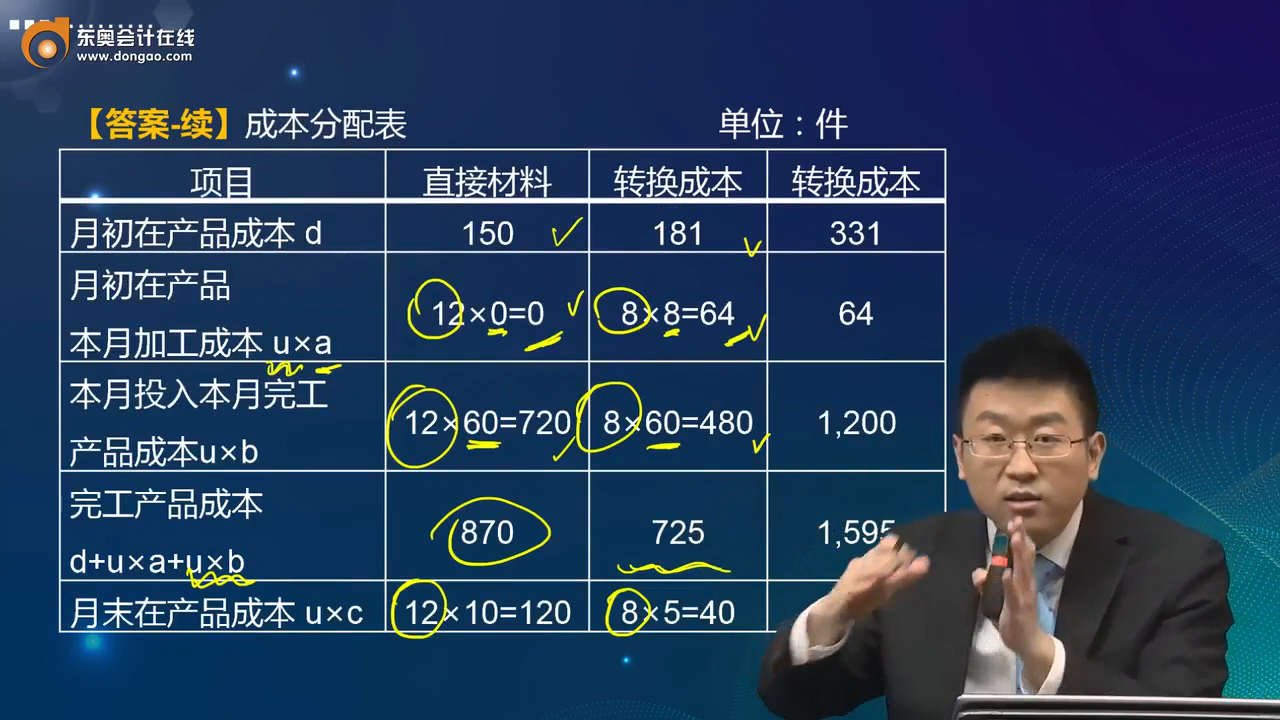 东奥会计在线
www.dongao.com
【答案-续】成本分配表 单位：件
项目 直接材料 转换成本 转换成本
月初在产品成本 d 150 181 331
月初在产品
本月加工成本 u×a 12×0=0 8×8=64 64
本月投入本月完工
产品成本u×b 12×60=720 8×60=480 1,200
完工产品成本
d+u×a+u×b 870 725 1,595
月末在产品成本 u×c 12×10=120 8×5=40